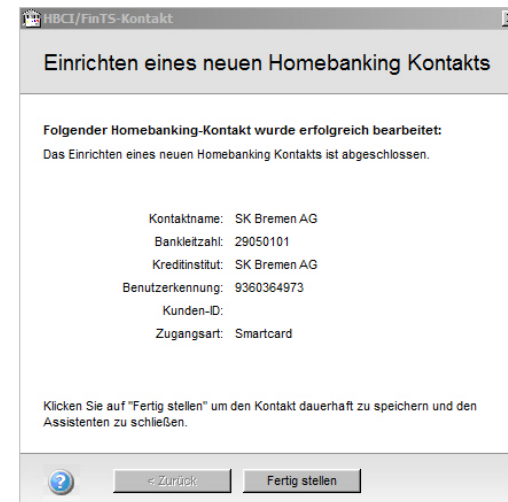 HBCI/FinTS-Kontakt
Einrichten eines neuen Homebanking Kontakts
Folgender Homebanking-Kontakt wurde erfolgreich bearbeitet:
Das Einrichten eines neuen Homebanking Kontakts ist abgeschlossen.
Kontaktname: SK Bremen AG
Bankleitzahl: 29050101
Kreditinstitut: SK Bremen AG
Benutzerkennung: 9360364973
Kunden-ID:
Zugangsart: Smartcard
Klicken Sie auf "Fertig stellen" um den Kontakt dauerhaft zu speichern und den
Assistenten zu schließen.
? < Zurück Fertig stellen